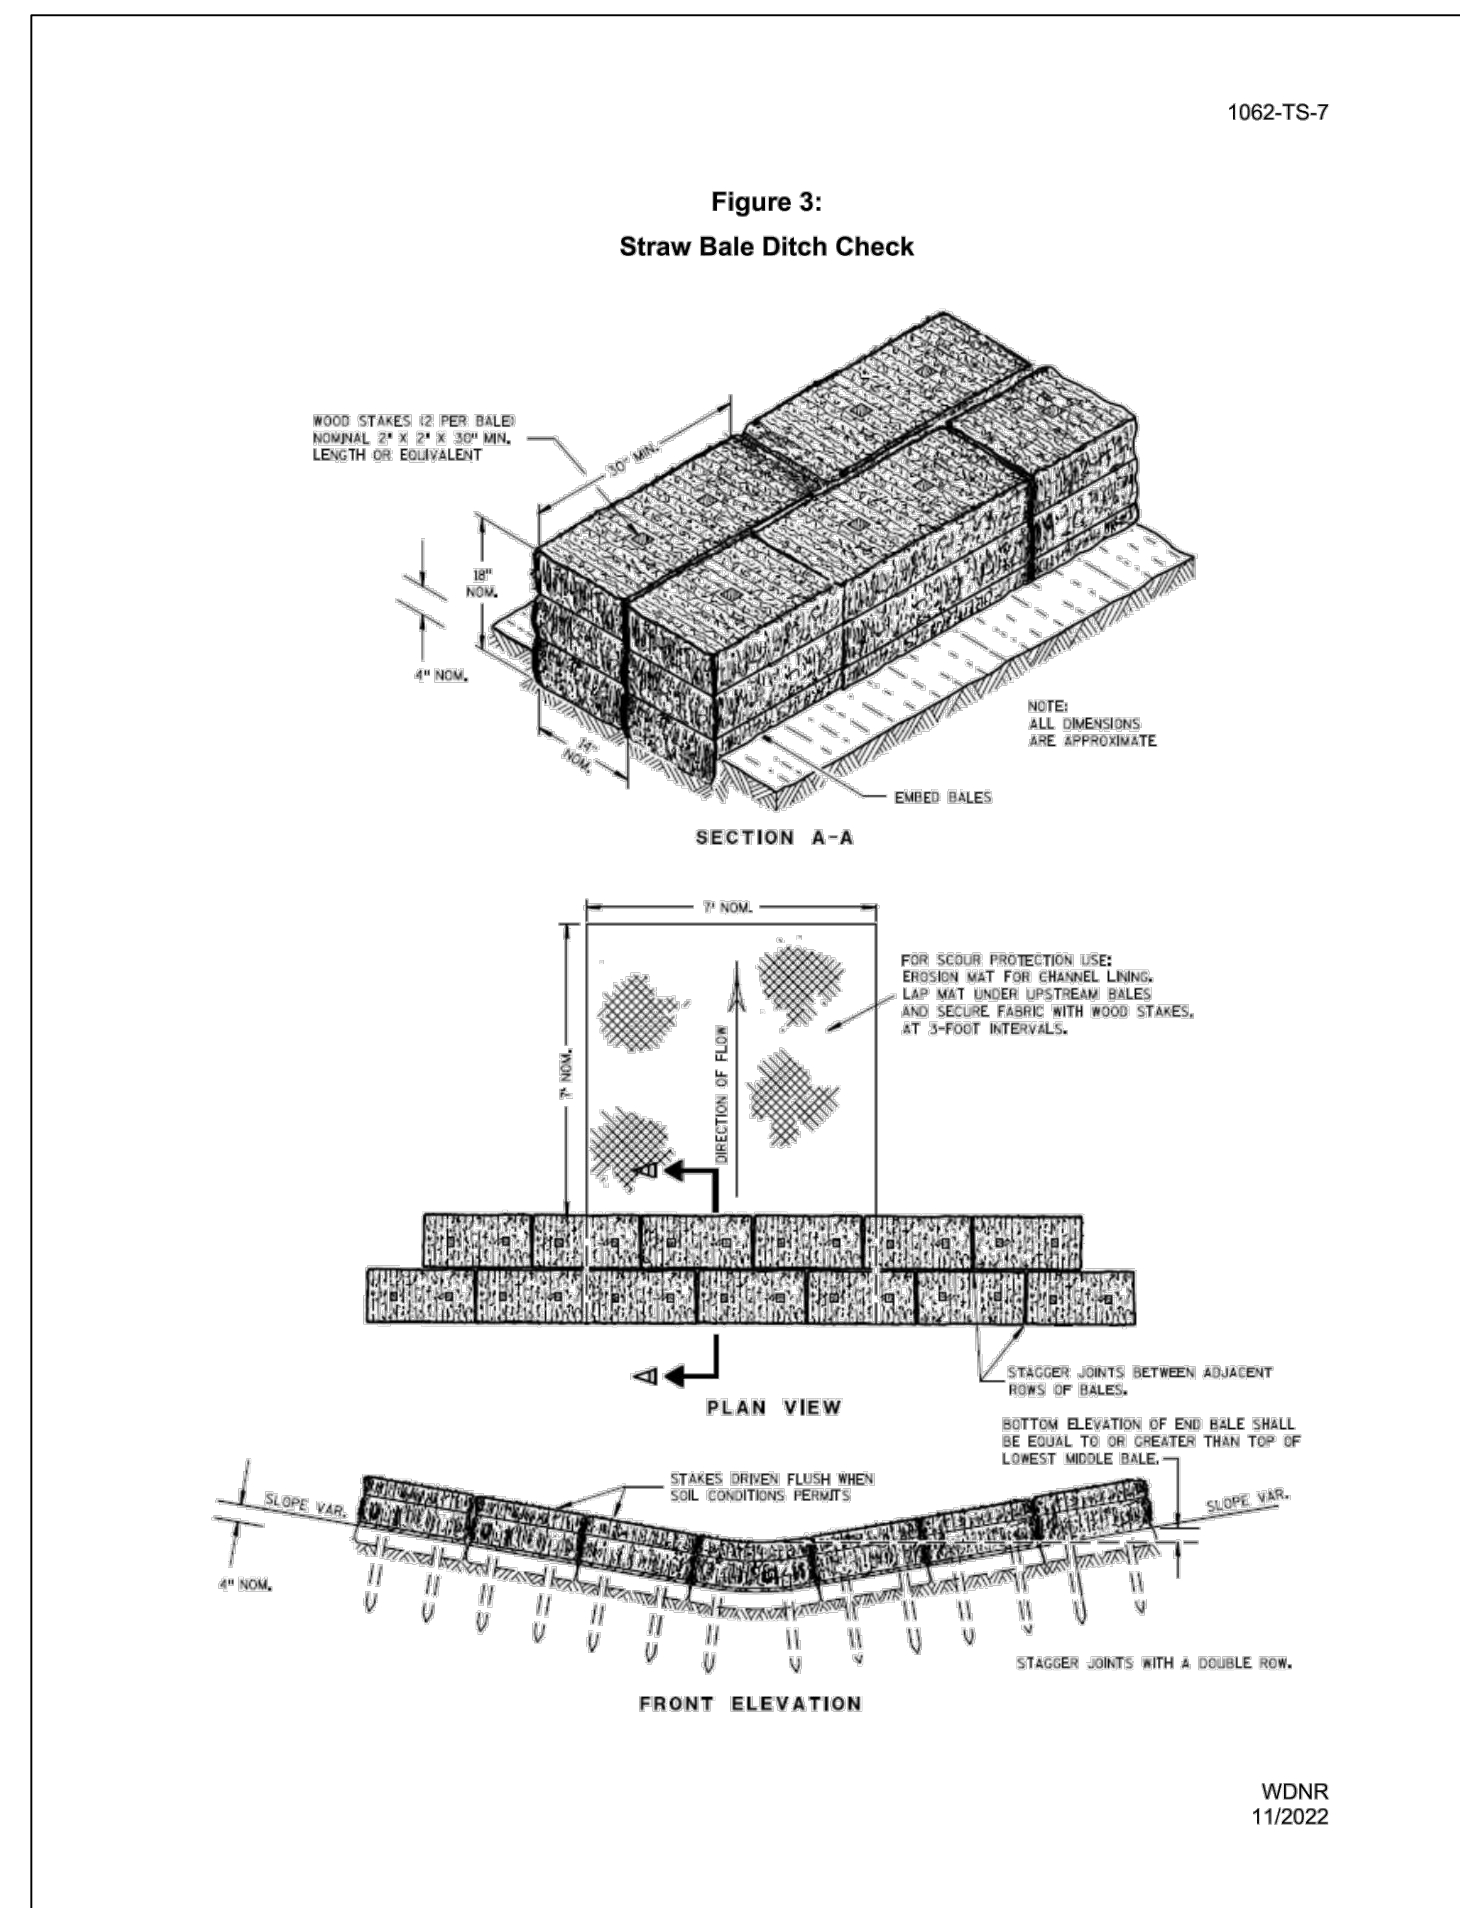 1062-TS-7
Figure 3:
Straw Bale Ditch Check
WOOD STAKES (2 PER BALE)
NOMINAL 2" X 2" X 30" MIN.
LENGTH OR EQUIVALENT
30" MIN.
18"
NOM.
4" NOM.
14"
NOM.
NOTE:
ALL DIMENSIONS
ARE APPROXIMATE
EMBED BALES
SECTION A-A
7' NOM.
7' NOM.
DIRECTION OF FLOW
FOR SCOUR PROTECTION USE:
EROSION MAT FOR CHANNEL LINING.
LAP MAT UNDER UPSTREAM BALES
AND SECURE FABRIC WITH WOOD STAKES.
AT 3-FOOT INTERVALS.
A
A
STAGGER JOINTS BETWEEN ADJACENT
ROWS OF BALES.
PLAN VIEW
BOTTOM ELEVATION OF END BALE SHALL
BE EQUAL TO OR GREATER THAN TOP OF
LOWEST MIDDLE BALE.
STAKES DRIVEN FLUSH WHEN
SOIL CONDITIONS PERMITS
SLOPE VAR.
SLOPE VAR.
4" NOM.
STAGGER JOINTS WITH A DOUBLE ROW.
FRONT ELEVATION
WDNR
11/2022